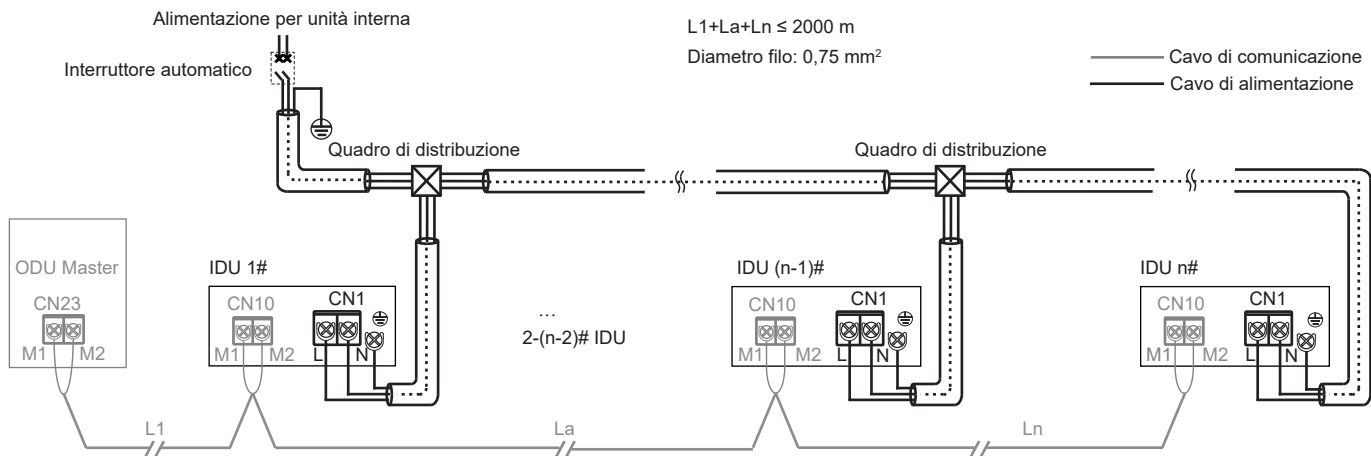 Alimentazione per unità interna
L1+La+Ln ≤ 2000 m
Diametro filo: 0,75 mm²
Cavo di comunicazione
Cavo di alimentazione
Interruttore automatico
Quadro di distribuzione
Quadro di distribuzione
ODU Master
CN23
M1 M2
IDU 1#
CN10
CN1
M1 M2
L N
...
2-(n-2)# IDU
IDU (n-1)#
CN10
CN1
M1 M2
L N
IDU n#
CN10
CN1
M1 M2
L N
L1
La
Ln